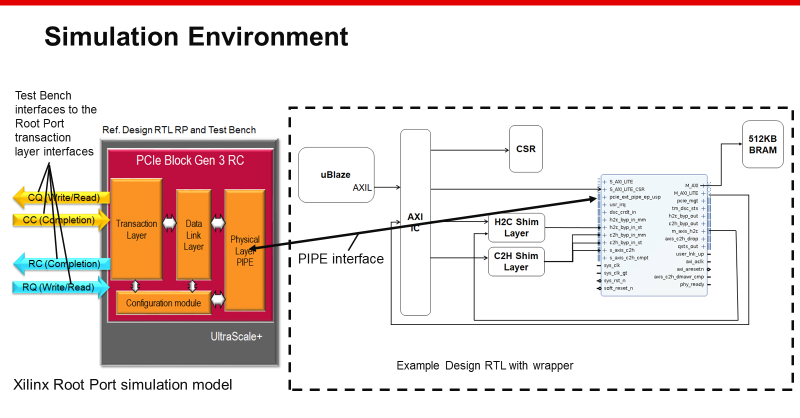 Simulation Environment
Test Bench
interfaces to the
Root Port
transaction
layer interfaces
Ref. Design RTL RP and Test Bench
PCIe Block Gen 3 RC
CQ (Write/Read)
CC (Completion)
RC (Completion)
RQ (Write/Read)
Transaction
Layer
Data
Link
Layer
Physical
Layer
PIPE
Configuration module
UltraScale+
Xilinx Root Port simulation model
PIPE interface
uBlaze
AXIL
AXI
IC
CSR
H2C Shim
Layer
C2H Shim
Layer
512KB
BRAM
S_AXI_LITE
S_AXI_LITE_CSR
pcie_ext_pipe_ep_usp
usr_irq
dsc_crdt_in
h2c_byp_in_mm
h2c_byp_in_st
c2h_byp_in_mm
c2h_byp_in_st
s_axis_c2h
s_axis_c2h_cmpt
sys_clk
sys_clk_gt
sys_rst_n
soft_reset_n
M_AXI
M_AXI_LITE
pcie_mgt
tm_dsc_sts
h2c_byp_out
c2h_byp_out
m_axis_h2c
axis_c2h_drop
qsts_out
user_lnk_up
axi_aclk
axi_aresetn
axis_c2h_dmawr_cmp
phy_ready
Example Design RTL with wrapper